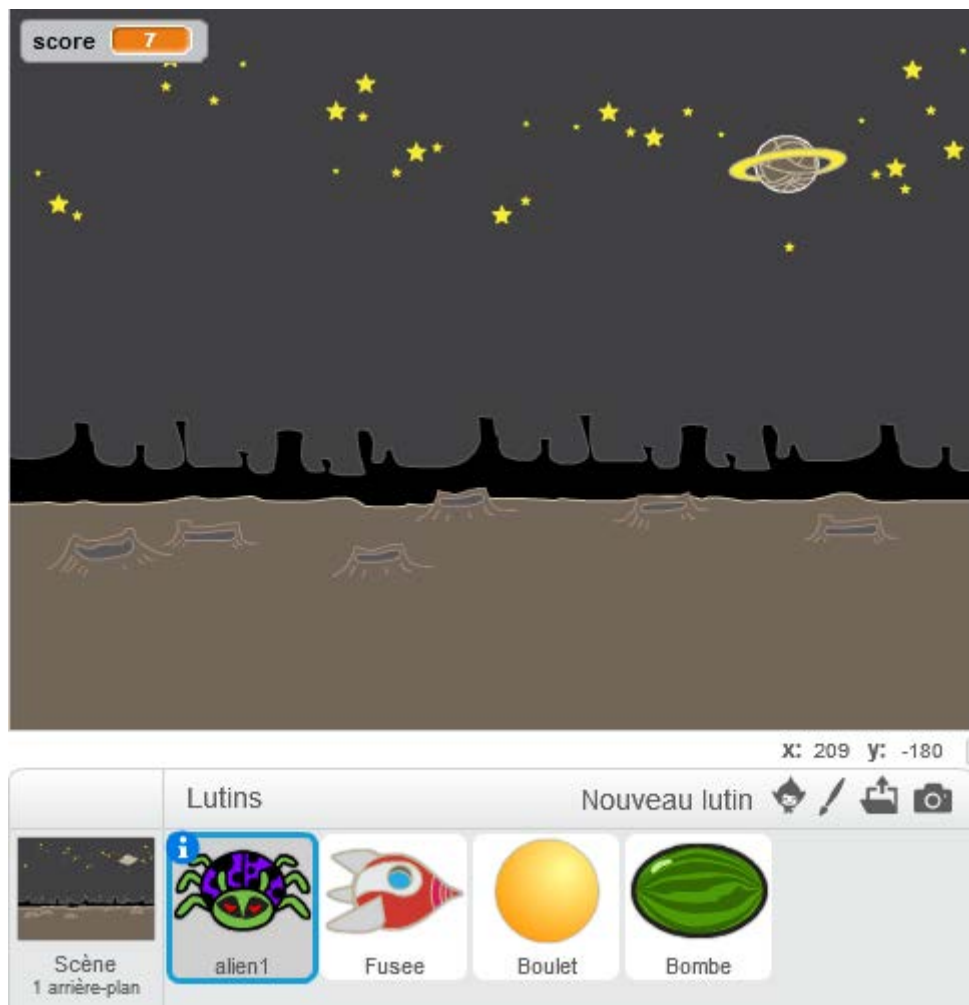 score 7
x: 209 y: -180
Lutins Nouveau lutin
Scène
1 arrière-plan
alien1 Fusee Boulet Bombe